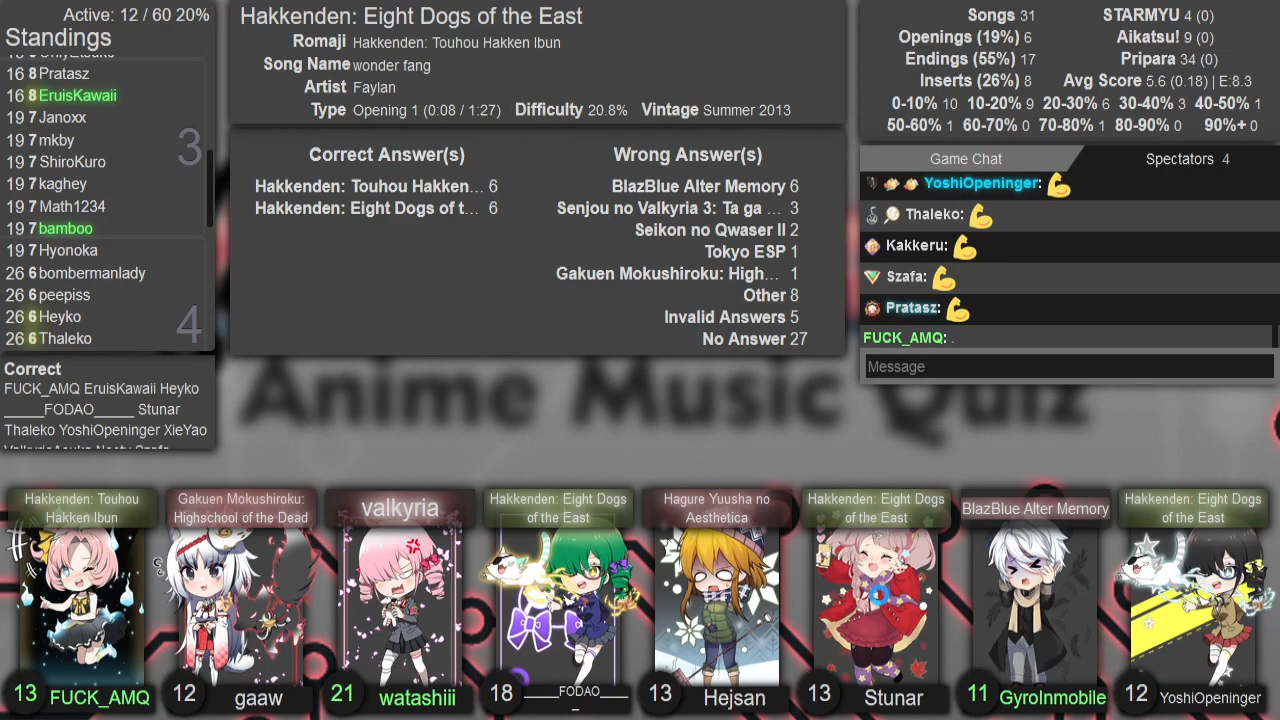 Active: 12 / 60 20%
Standings
16 8 Pratasz
16 8 EruisKawaii
19 7 Janoxx
19 7 mkby
3
19 7 ShiroKuro
19 7 kaghey
19 7 Math1234
19 7 bamboo
19 7 Hyonoka
26 6 bombermanlady
26 6 peepiss
26 6 Heyko
4
26 6 Thaleko
Correct
FUCK_AMQ EruisKawaii Heyko
_____FODAO_____ Stunar
Thaleko YoshiOpeninger XieYao
Hakkenden: Eight Dogs of the East
Romaji Hakkenden: Touhou Hakken Ibun
Song Name wonder fang
Artist Faylan
Type Opening 1 (0:08 / 1:27) Difficulty 20.8% Vintage Summer 2013
Correct Answer(s)
Hakkenden: Touhou Hakken... 6
Hakkenden: Eight Dogs of t... 6
Wrong Answer(s)
BlazBlue Alter Memory 6
Senjou no Valkyria 3: Ta ga ... 3
Seikon no Qwaser II 2
Tokyo ESP 1
Gakuen Mokushiroku: High... 1
Other 8
Invalid Answers 5
No Answer 27
Songs 31 STARMYU 4 (0)
Openings (19%) 6 Aikatsu! 9 (0)
Endings (55%) 17 Pripara 34 (0)
Inserts (26%) 8 Avg Score 5.6 (0.18) | E:8.3
0-10% 10 10-20% 9 20-30% 6 30-40% 3 40-50% 1
50-60% 1 60-70% 0 70-80% 1 80-90% 0 90%+ 0
Game Chat Spectators 4
YoshiOpeninger: 💪
Thaleko: 💪
Kakkeru: 💪
Szafa: 💪
Pratasz: 💪
FUCK_AMQ: .
Message
Anime Music Quiz
Hakkenden: Touhou
Hakken Ibun
Gakuen Mokushiroku:
Highschool of the Dead
valkyria
Hakkenden: Eight Dogs
of the East
Hagure Yuusha no
Aesthetica
Hakkenden: Eight Dogs
of the East
BlazBlue Alter Memory
Hakkenden: Eight Dogs
of the East
13 FUCK_AMQ
12 gaaw
21 watashiii
18 _____FODAO_____
13 Hejsan
13 Stunar
11 GyroInmobile
12 YoshiOpeninger